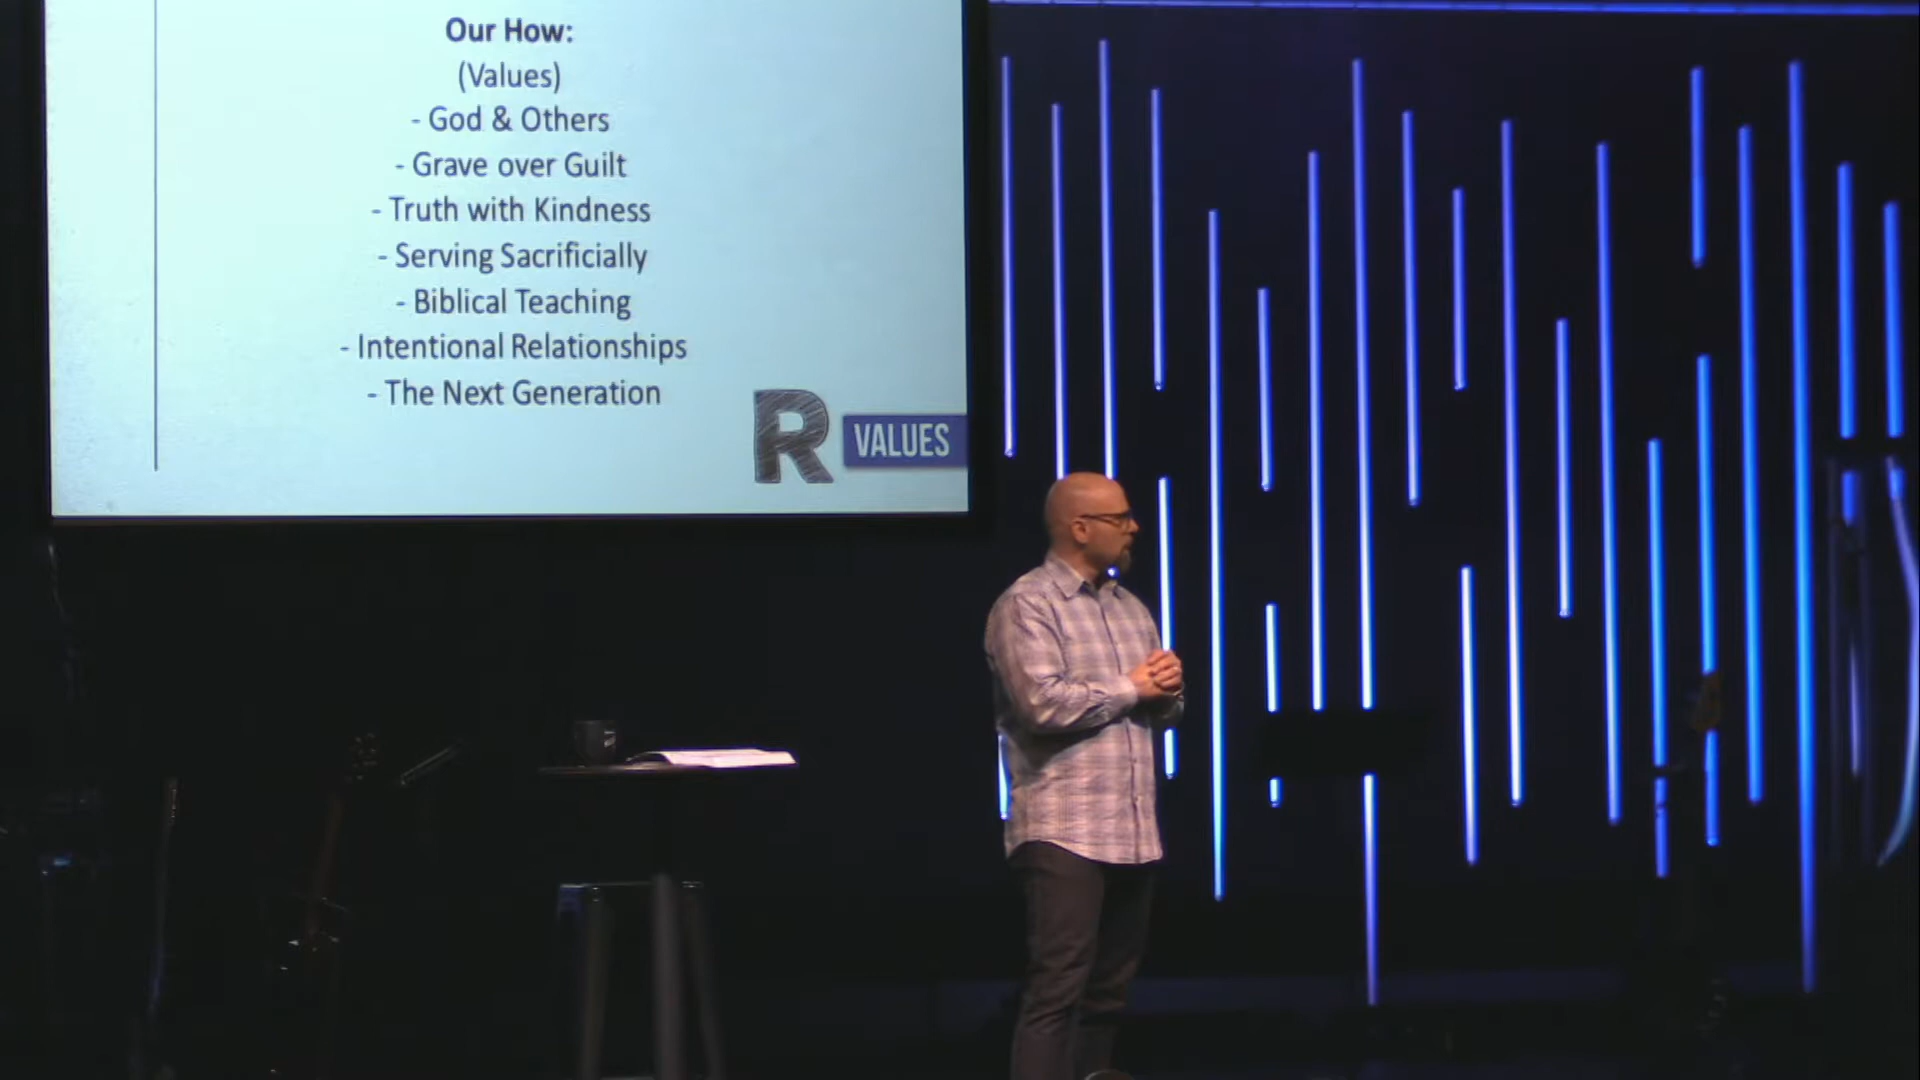 Our How:
(Values)
- God & Others
- Grave over Guilt
- Truth with Kindness
- Serving Sacrificially
- Biblical Teaching
- Intentional Relationships
- The Next Generation
R VALUES